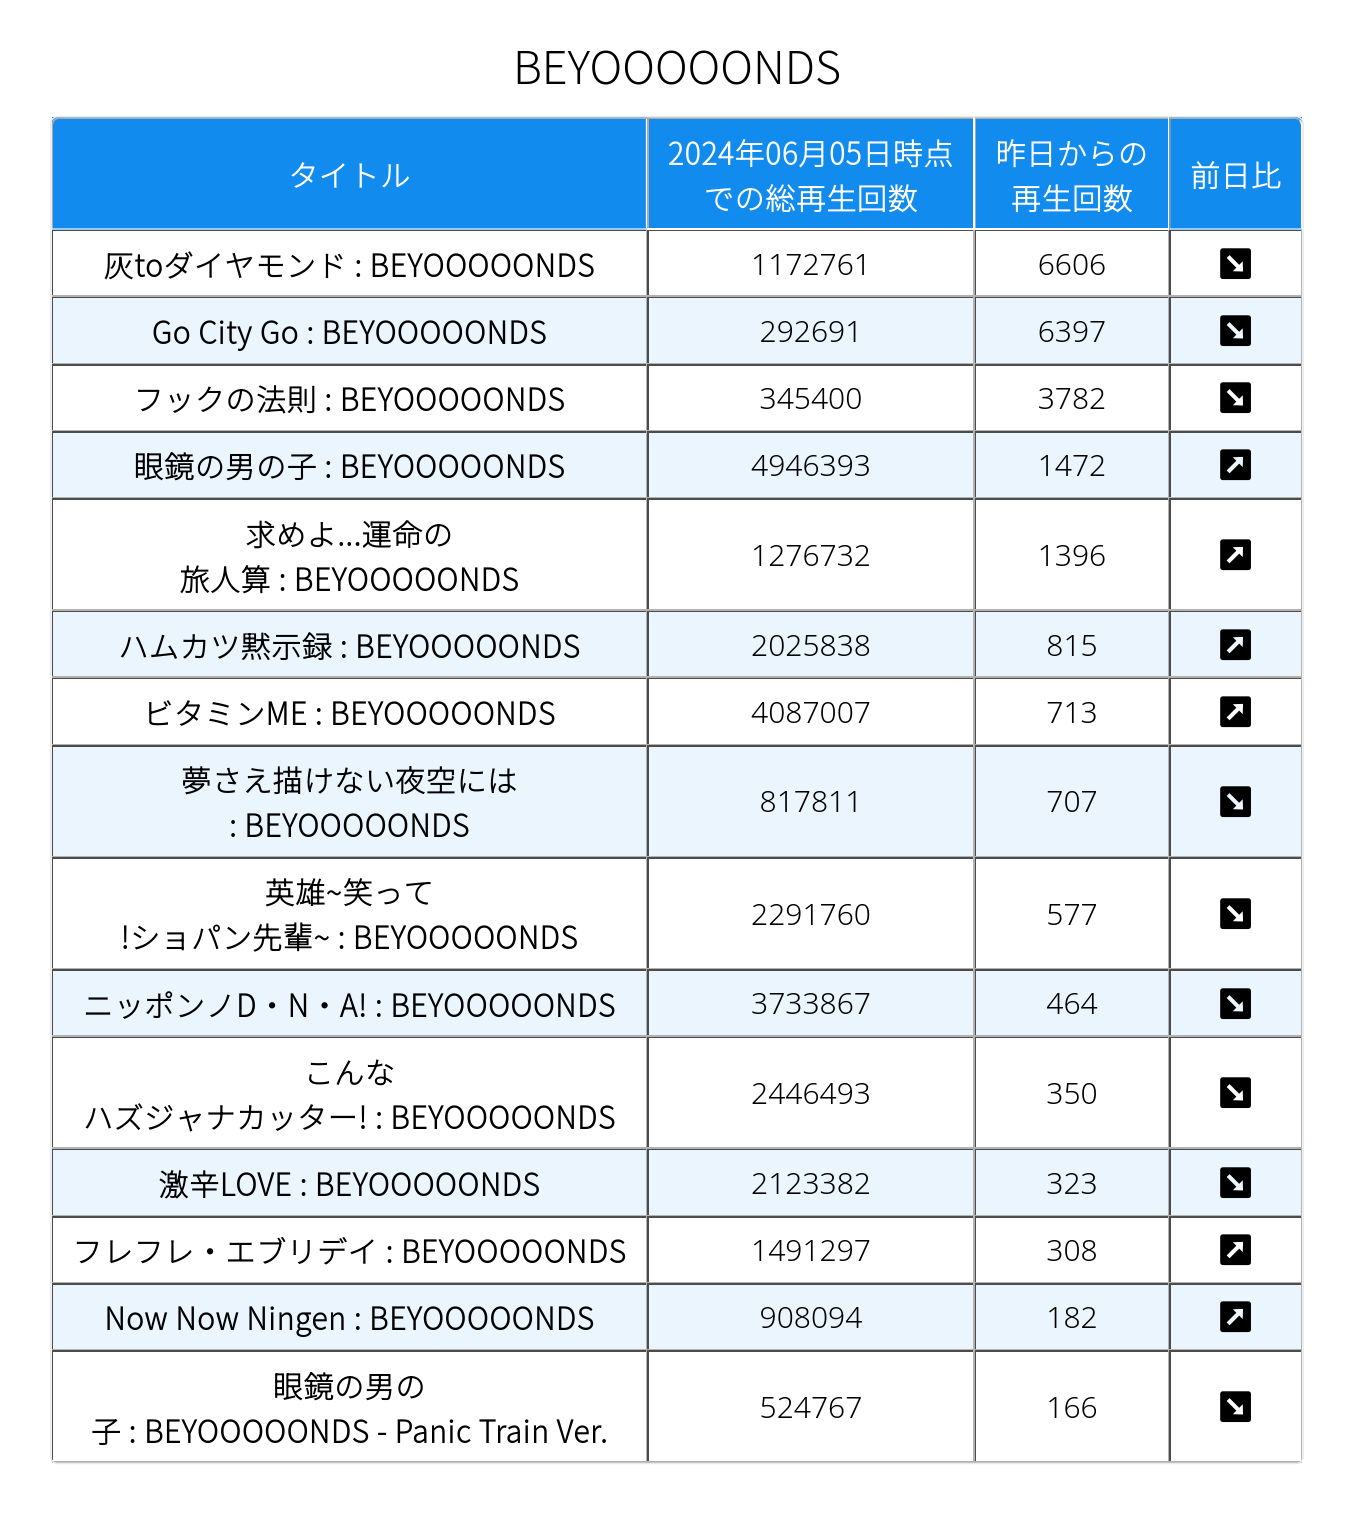 BEYOOOOONDS
タイトル
2024年06月05日時点
での総再生回数
昨日からの
再生回数
前日比
灰toダイヤモンド : BEYOOOOONDS 1172761 6606 ↘
Go City Go : BEYOOOOONDS 292691 6397 ↘
フックの法則 : BEYOOOOONDS 345400 3782 ↘
眼鏡の男の子 : BEYOOOOONDS 4946393 1472 ↗
求めよ...運命の
旅人算 : BEYOOOOONDS 1276732 1396 ↗
ハムカツ黙示録 : BEYOOOOONDS 2025838 815 ↗
ビタミンME : BEYOOOOONDS 4087007 713 ↗
夢さえ描けない夜空には
: BEYOOOOONDS 817811 707 ↘
英雄~笑って
!ショパン先輩~ : BEYOOOOONDS 2291760 577 ↘
ニッポンノD・N・A! : BEYOOOOONDS 3733867 464 ↘
こんな
ハズジャナカッター! : BEYOOOOONDS 2446493 350 ↘
激辛LOVE : BEYOOOOONDS 2123382 323 ↘
フレフレ・エブリデイ : BEYOOOOONDS 1491297 308 ↗
Now Now Ningen : BEYOOOOONDS 908094 182 ↗
眼鏡の男の
子 : BEYOOOOONDS - Panic Train Ver. 524767 166 ↘